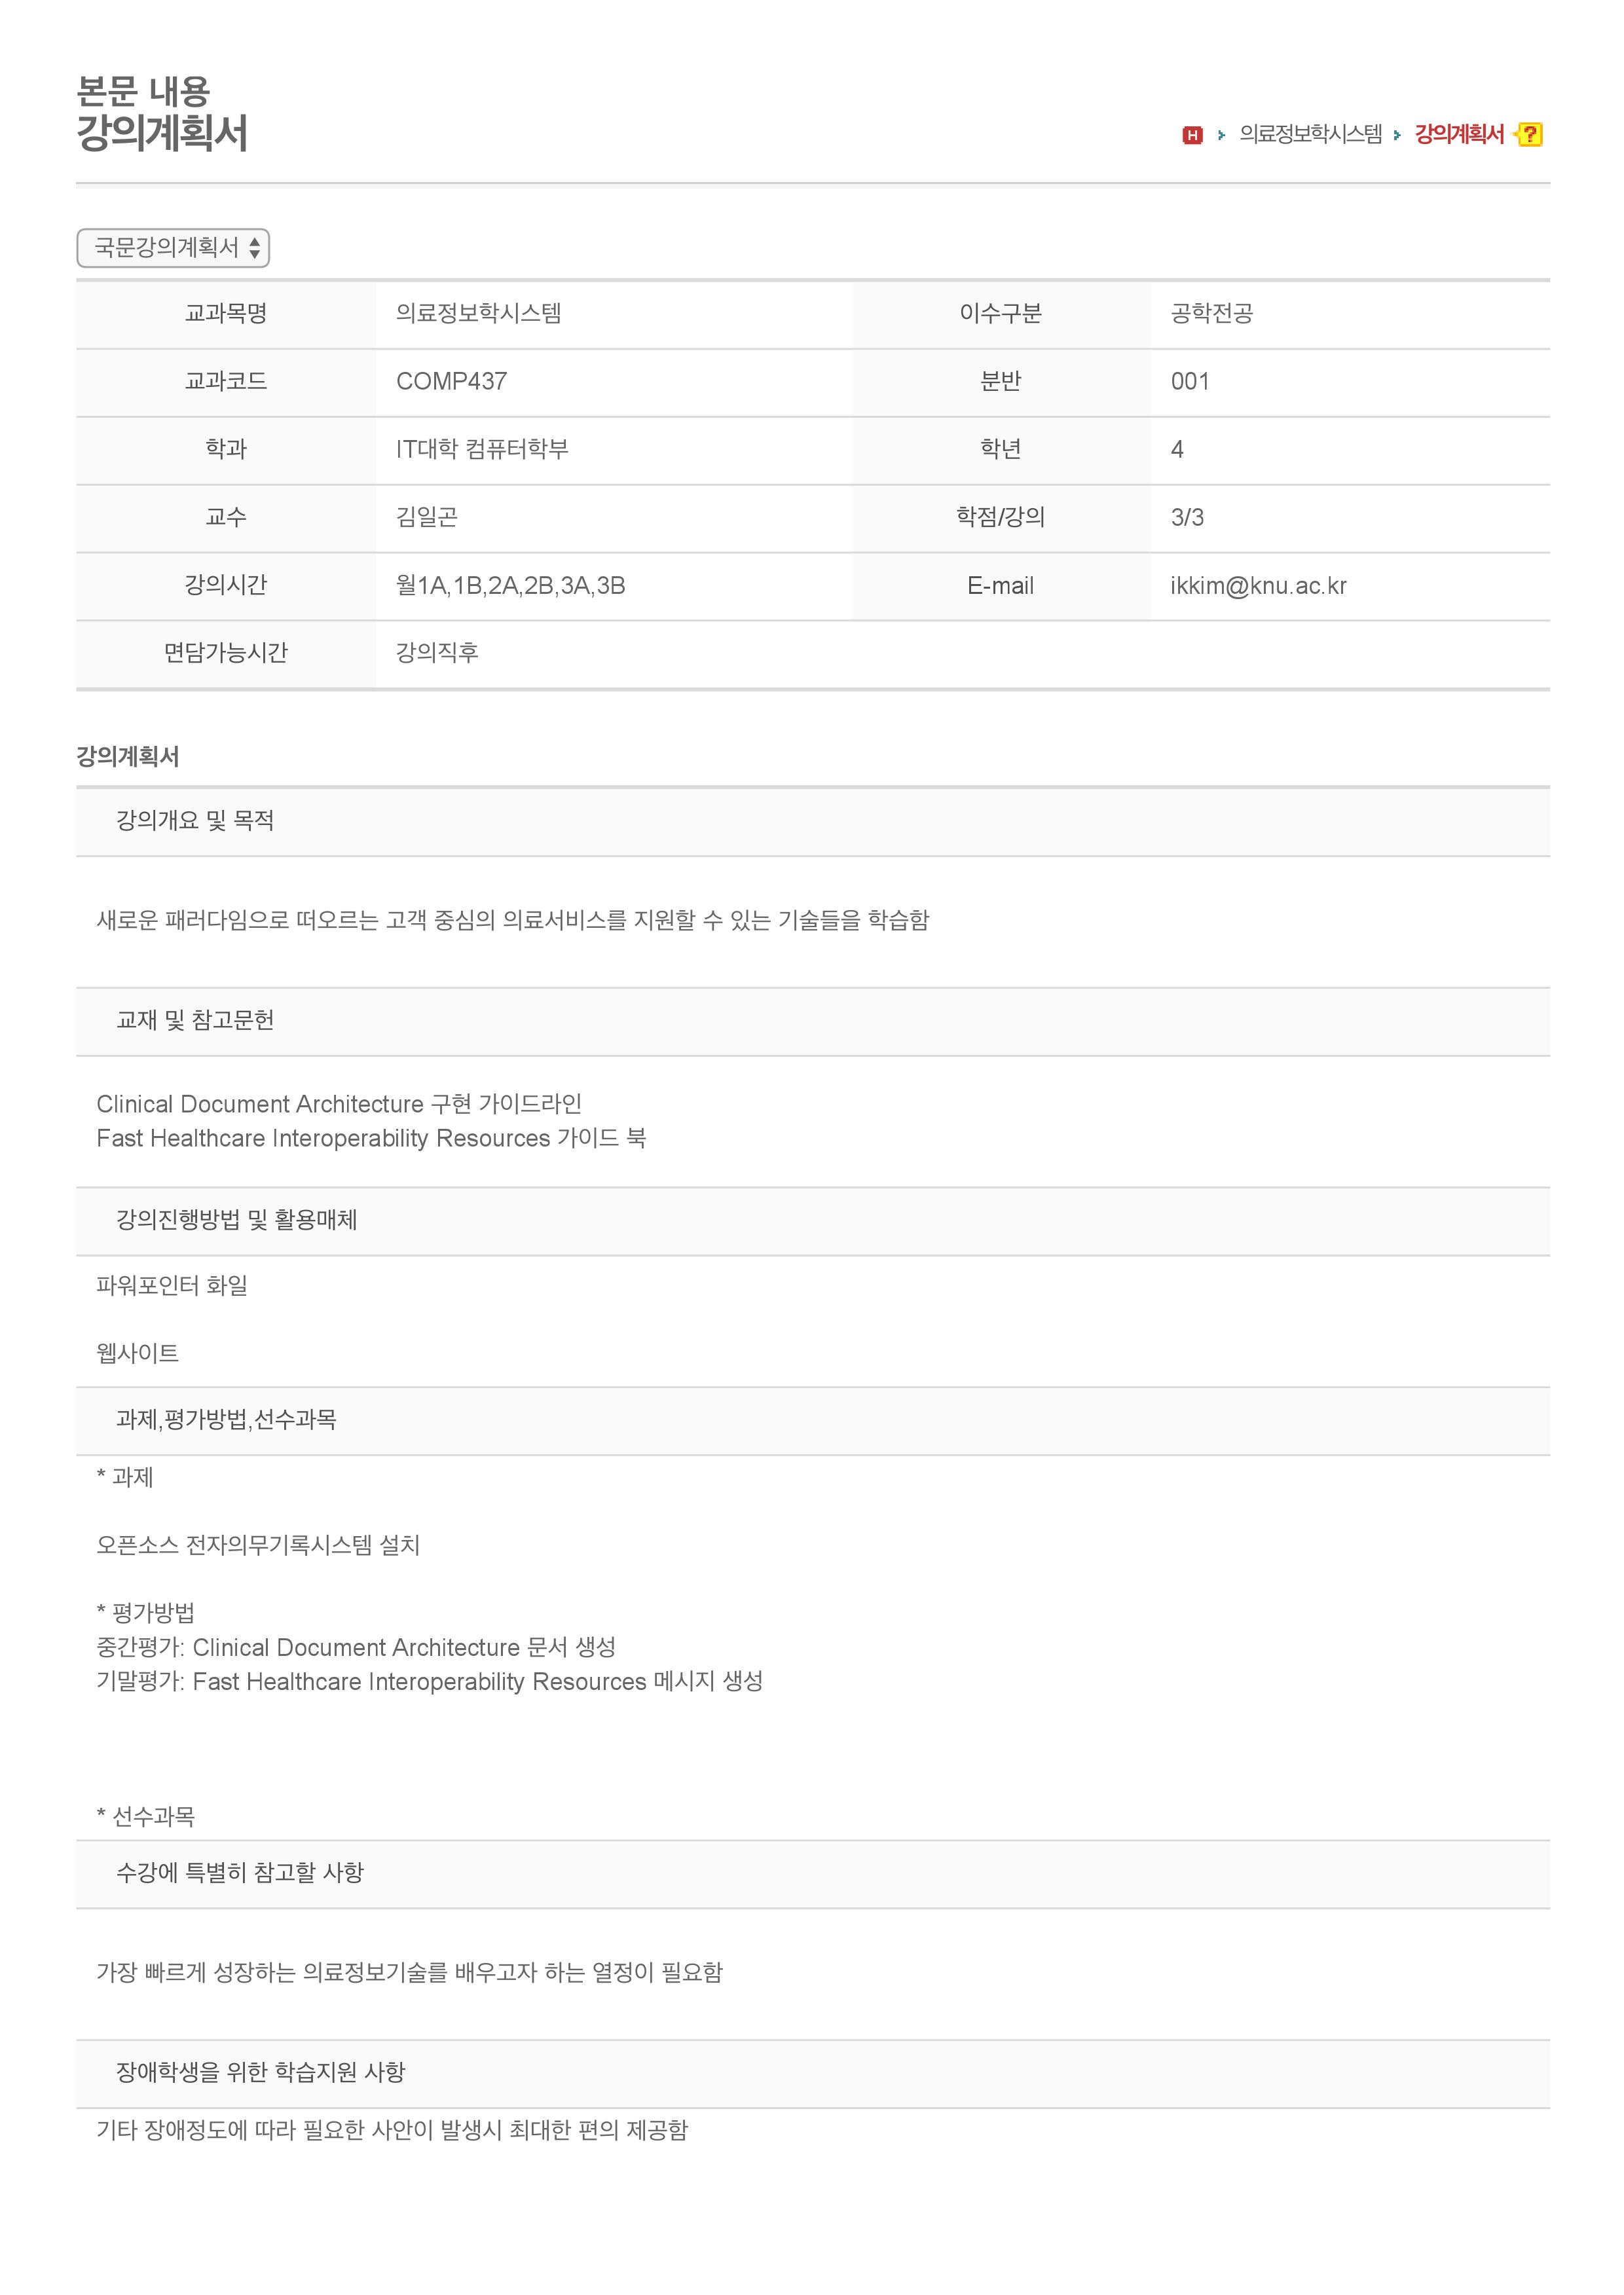 본문 내용
강의계획서
H 의료정보학시스템 강의계획서 ?
국문강의계획서
교과목명 의료정보학시스템 이수구분 공학전공
교과코드 COMP437 분반 001
학과 IT대학 컴퓨터학부 학년 4
교수 김일곤 학점/강의 3/3
강의시간 월1A,1B,2A,2B,3A,3B E-mail ikkim@knu.ac.kr
면담가능시간 강의직후
강의계획서
강의개요 및 목적
새로운 패러다임으로 떠오르는 고객 중심의 의료서비스를 지원할 수 있는 기술들을 학습함
교재 및 참고문헌
Clinical Document Architecture 구현 가이드라인
Fast Healthcare Interoperability Resources 가이드 북
강의진행방법 및 활용매체
파워포인터 화일
웹사이트
과제,평가방법,선수과목
* 과제
오픈소스 전자의무기록시스템 설치
* 평가방법
중간평가: Clinical Document Architecture 문서 생성
기말평가: Fast Healthcare Interoperability Resources 메시지 생성
* 선수과목
수강에 특별히 참고할 사항
가장 빠르게 성장하는 의료정보기술를 배우고자 하는 열정이 필요함
장애학생을 위한 학습지원 사항
기타 장애정도에 따라 필요한 사안이 발생시 최대한 편의 제공함